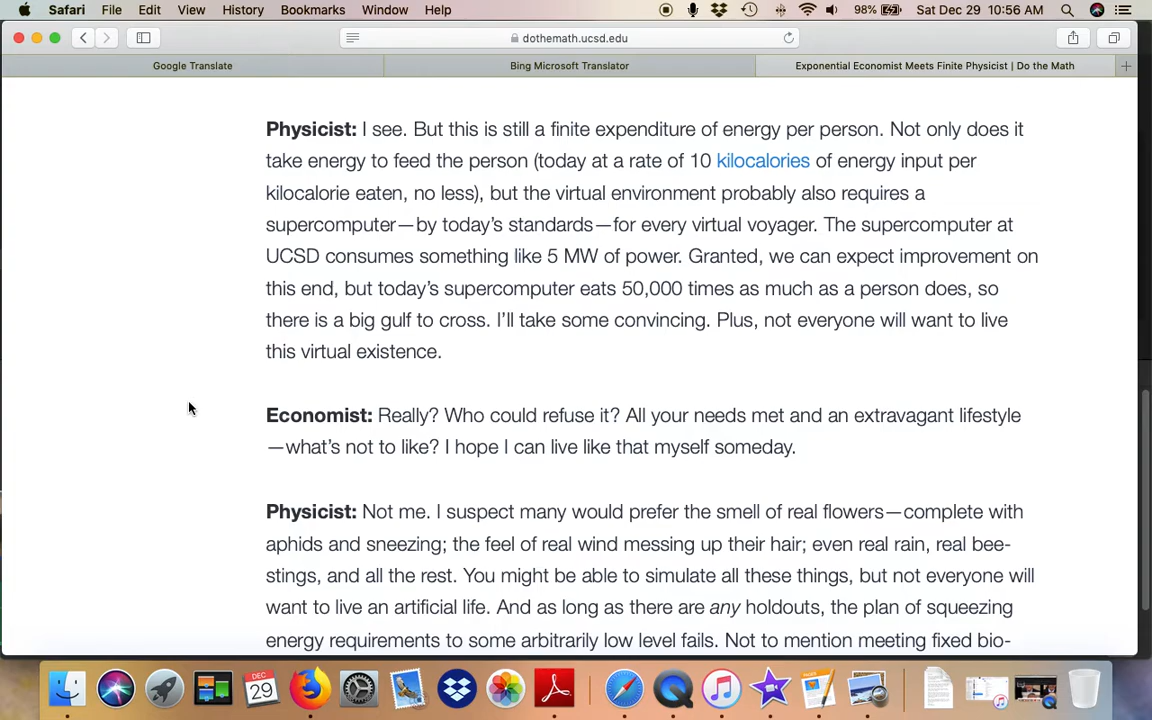 Safari File Edit View History Bookmarks Window Help 98% Sat Dec 29 10:56 AM
dothemath.ucsd.edu
Google Translate Bing Microsoft Translator Exponential Economist Meets Finite Physicist | Do the Math
Physicist: I see. But this is still a finite expenditure of energy per person. Not only does it
take energy to feed the person (today at a rate of 10 kilocalories of energy input per
kilocalorie eaten, no less), but the virtual environment probably also requires a
supercomputer—by today's standards—for every virtual voyager. The supercomputer at
UCSD consumes something like 5 MW of power. Granted, we can expect improvement on
this end, but today's supercomputer eats 50,000 times as much as a person does, so
there is a big gulf to cross. I'll take some convincing. Plus, not everyone will want to live
this virtual existence.
Economist: Really? Who could refuse it? All your needs met and an extravagant lifestyle
—what's not to like? I hope I can live like that myself someday.
Physicist: Not me. I suspect many would prefer the smell of real flowers—complete with
aphids and sneezing; the feel of real wind messing up their hair; even real rain, real bee-
stings, and all the rest. You might be able to simulate all these things, but not everyone will
want to live an artificial life. And as long as there are any holdouts, the plan of squeezing
energy requirements to some arbitrarily low level fails. Not to mention meeting fixed bio-
DEC
29